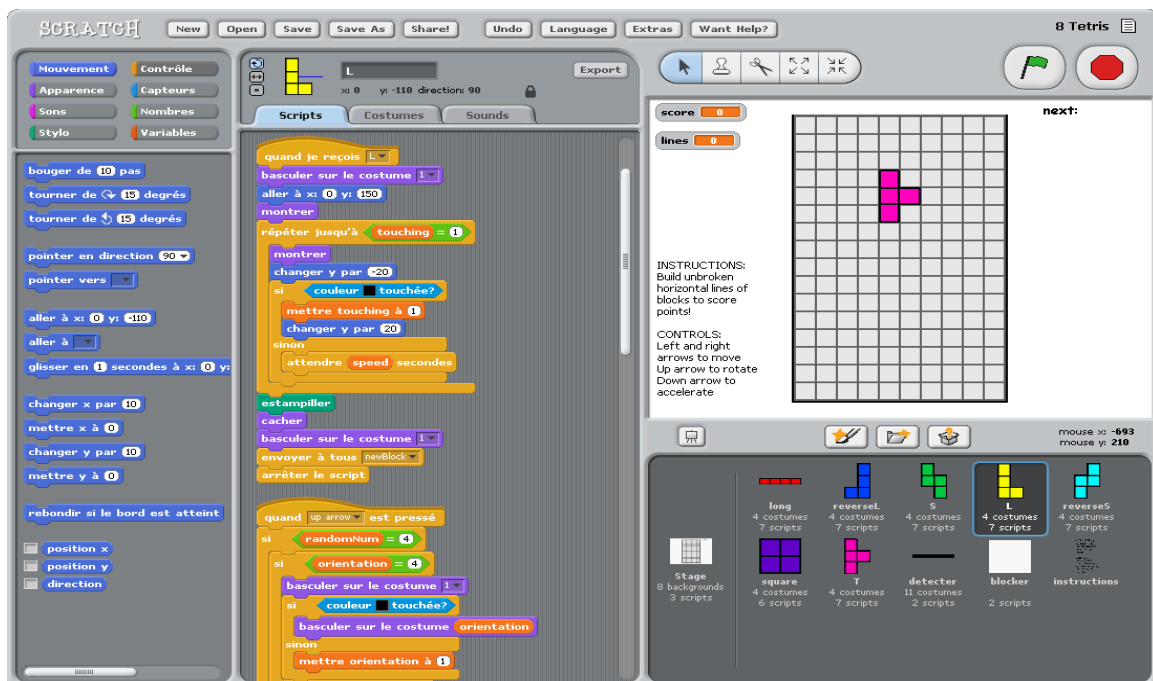 SCRATCH
New Open Save Save As Share! Undo Language Extras Want Help?
8 Tetris
Mouvement Contrôle
Apparence Capteurs
Sons Nombres
Stylo Variables
bouger de 10 pas
tourner de 15 degrés
tourner de 15 degrés
pointer en direction 90
pointer vers
aller à x: 0 y: -110
aller à
glisser en 1 secondes à x: 0 y:
changer x par 10
mettre x à 0
changer y par 10
mettre y à 0
rebondir si le bord est atteint
position x
position y
direction
L
Export
x: 0 y: -110 direction: 90
Scripts Costumes Sounds
quand je reçois L
basculer sur le costume 1
aller à x: 0 y: 150
montrer
répéter jusqu'à touching = 1
montrer
changer y par -20
si couleur touchée?
mettre touching à 1
changer y par 20
sinon
attendre speed secondes
estampiller
cacher
basculer sur le costume 1
envoyer à tous newBlock
arrêter le script
quand up arrow est pressé
si randomNum = 4
si orientation = 4
basculer sur le costume 1
si couleur touchée?
basculer sur le costume orientation
sinon
mettre orientation à 1
score 0
lines 0
next:
INSTRUCTIONS:
Build unbroken
horizontal lines of
blocks to score
points!
CONTROLS:
Left and right
arrows to move
Up arrow to rotate
Down arrow to
accelerate
mouse x: -693
mouse y: 210
Stage
8 backgrounds
3 scripts
long reverseL S L reverseS
4 costumes 4 costumes 4 costumes 4 costumes 4 costumes
7 scripts 7 scripts 7 scripts 7 scripts 7 scripts
square T detecter blocker instructions
4 costumes 4 costumes 11 costumes
6 scripts 7 scripts 2 scripts 2 scripts